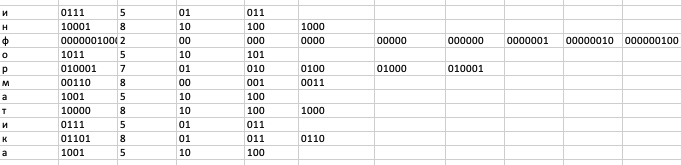 и 0111 5 01 011
н 10001 8 10 100 1000
ф 0000001000 2 00 000 0000 00000 000000 0000001 00000010 000000100
о 1011 5 10 101
р 010001 7 01 010 0100 01000 010001
м 00110 8 00 001 0011
а 1001 5 10 100
т 10000 8 10 100 1000
и 0111 5 01 011
к 01101 8 01 011 0110
а 1001 5 10 100